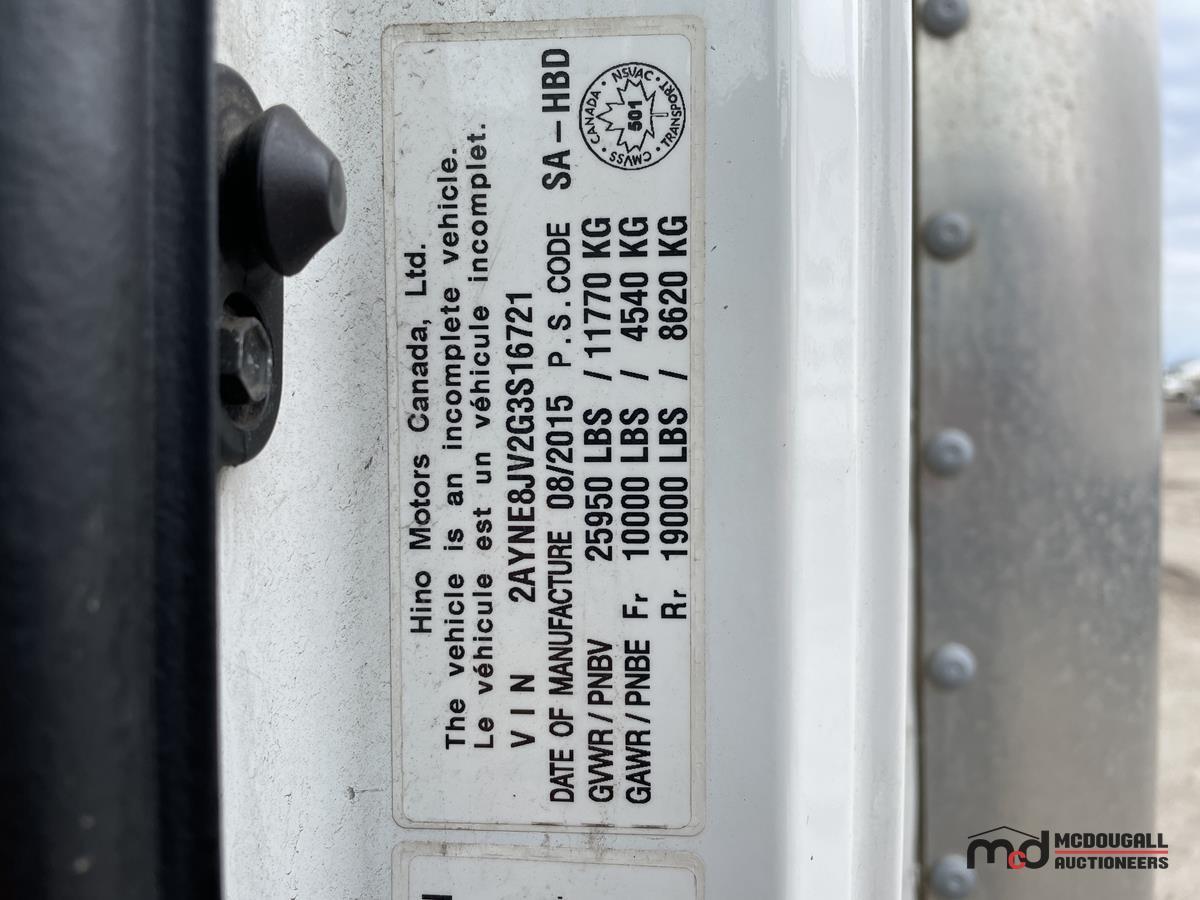 Hino Motors Canada, Ltd.
The vehicle is an incomplete vehicle.
Le véhicule est un véhicule incomplet.
VIN 2AYNE8JV2G3S16721
DATE OF MANUFACTURE 08/2015 P.S.CODE SA-HBD
GVWR/PNBV 25950 LBS / 11770 KG
GAWR/PNBE Fr 10000 LBS / 4540 KG
Rr 19000 LBS / 8620 KG
CANADA · NSVAC · TRANSPORT · CMVSS
501
mcd MCDOUGALL
AUCTIONEERS